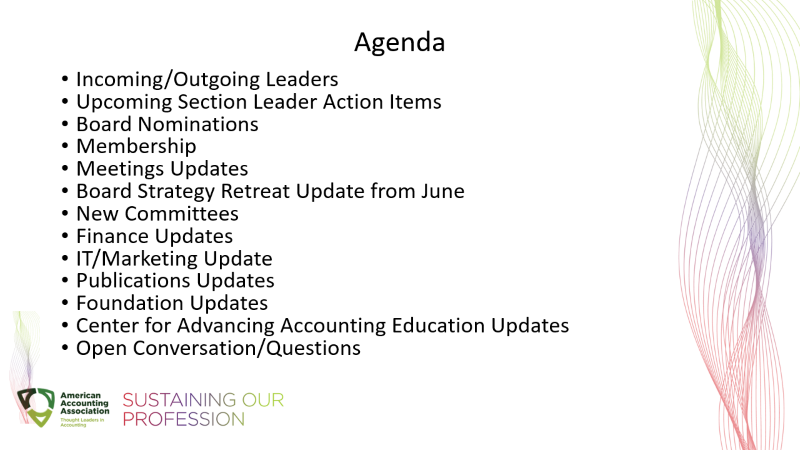 Agenda
• Incoming/Outgoing Leaders
• Upcoming Section Leader Action Items
• Board Nominations
• Membership
• Meetings Updates
• Board Strategy Retreat Update from June
• New Committees
• Finance Updates
• IT/Marketing Update
• Publications Updates
• Foundation Updates
• Center for Advancing Accounting Education Updates
• Open Conversation/Questions
American
Accounting
Association
Thought Leaders in
Accounting
SUSTAINING OUR
PROFESSION